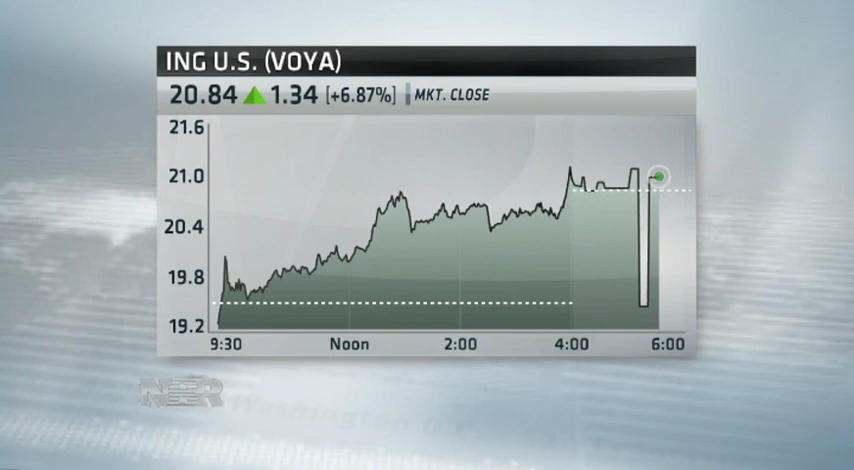 ING U.S. (VOYA)
20.84 ▲ 1.34 [+6.87%] MKT. CLOSE
21.6
21.0
20.4
19.8
19.2
9:30 Noon 2:00 4:00 6:00
Washington D.C.